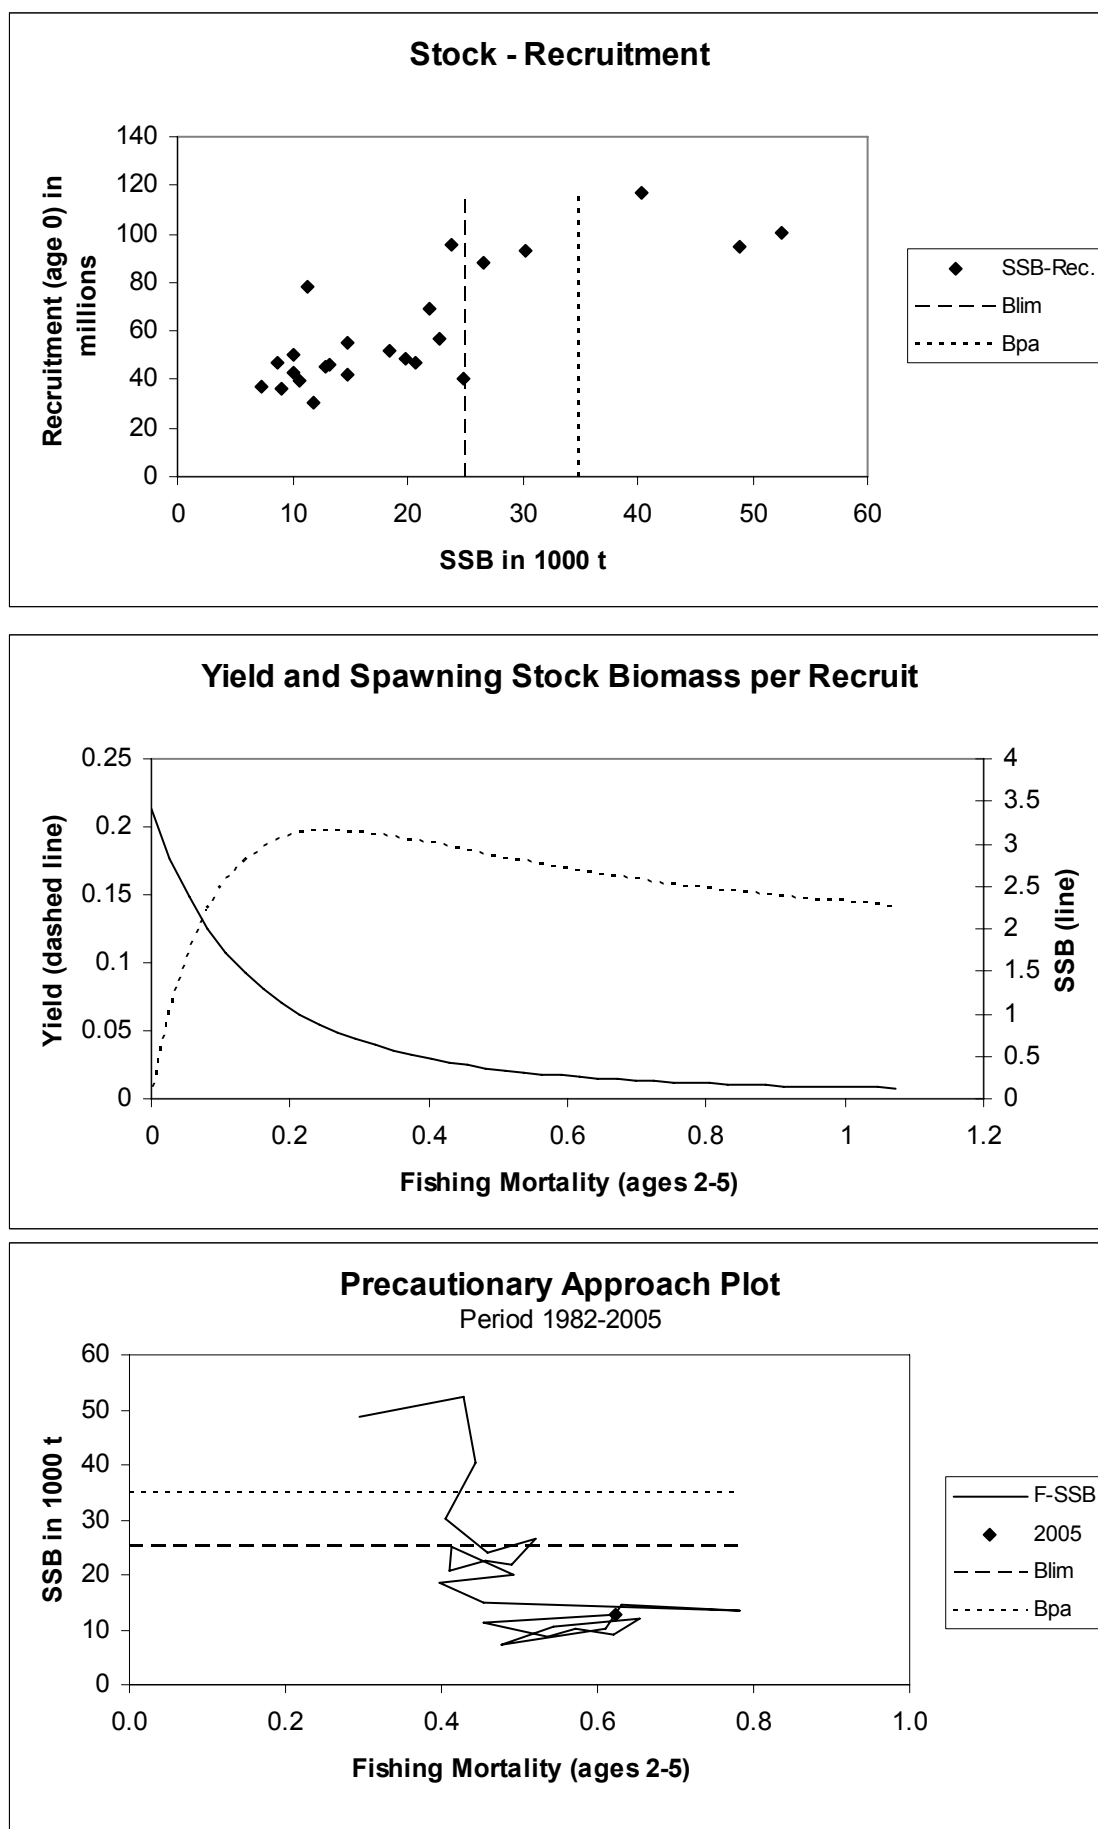 Stock - Recruitment
Recruitment (age 0) in
millions
140
120
100
80
60
40
20
0
0 10 20 30 40 50 60
SSB in 1000 t
SSB-Rec.
Blim
Bpa
Yield and Spawning Stock Biomass per Recruit
Yield (dashed line)
0.25
0.2
0.15
0.1
0.05
0
4
3.5
3
2.5
2
1.5
1
0.5
0
SSB (line)
0 0.2 0.4 0.6 0.8 1 1.2
Fishing Mortality (ages 2-5)
Precautionary Approach Plot
Period 1982-2005
SSB in 1000 t
60
50
40
30
20
10
0
0.0 0.2 0.4 0.6 0.8 1.0
Fishing Mortality (ages 2-5)
F-SSB
2005
Blim
Bpa